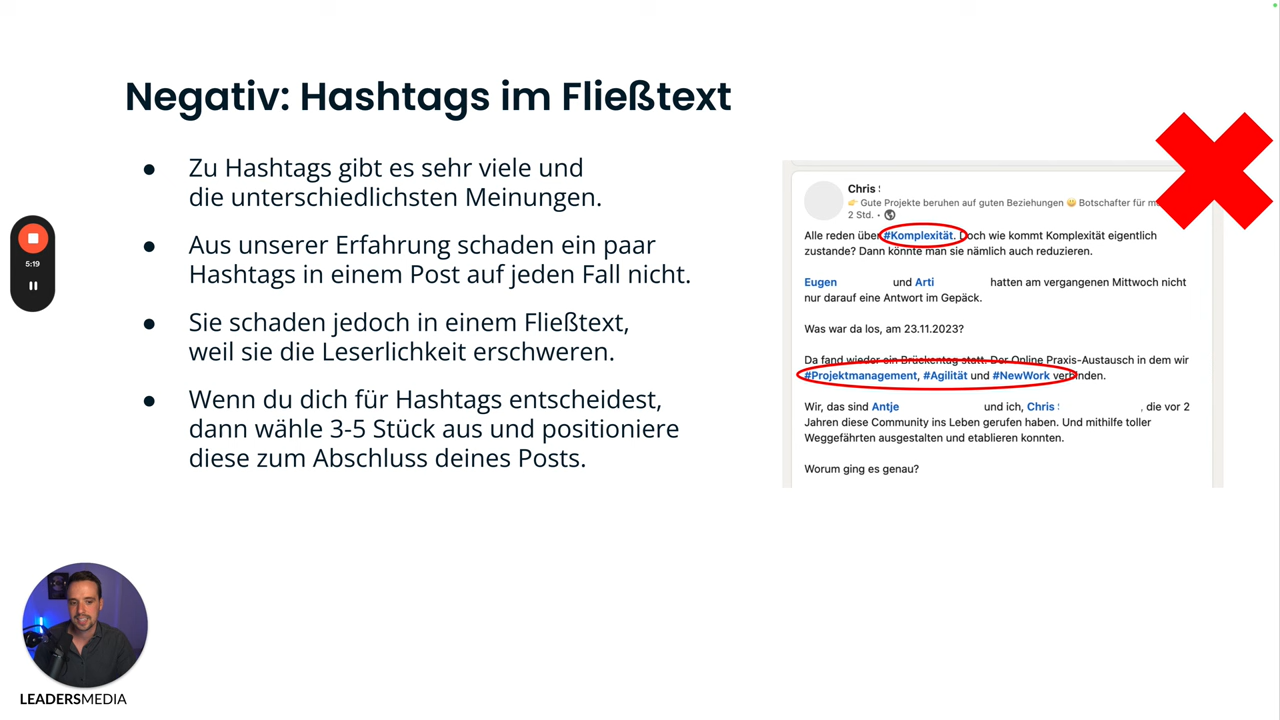 Negativ: Hashtags im Fließtext
● Zu Hashtags gibt es sehr viele und
die unterschiedlichsten Meinungen.
● Aus unserer Erfahrung schaden ein paar
Hashtags in einem Post auf jeden Fall nicht.
● Sie schaden jedoch in einem Fließtext,
weil sie die Leserlichkeit erschweren.
● Wenn du dich für Hashtags entscheidest,
dann wähle 3-5 Stück aus und positioniere
diese zum Abschluss deines Posts.
5:19
Chris
👉 Gute Projekte beruhen auf guten Beziehungen 😀 Botschafter für
2 Std. •
Alle reden über #Komplexität. Doch wie kommt Komplexität eigentlich
zustande? Dann könnte man sie nämlich auch reduzieren.
Eugen und Arti hatten am vergangenen Mittwoch nicht
nur darauf eine Antwort im Gepäck.
Was war da los, am 23.11.2023?
Da fand wieder ein Brückentag statt. Der Online Praxis-Austausch in dem wir
#Projektmanagement, #Agilität und #NewWork verbinden.
Wir, das sind Antje und ich, Chris , die vor 2
Jahren diese Community ins Leben gerufen haben. Und mithilfe toller
Weggefährten ausgestalten und etablieren konnten.
Worum ging es genau?
LEADERSMEDIA